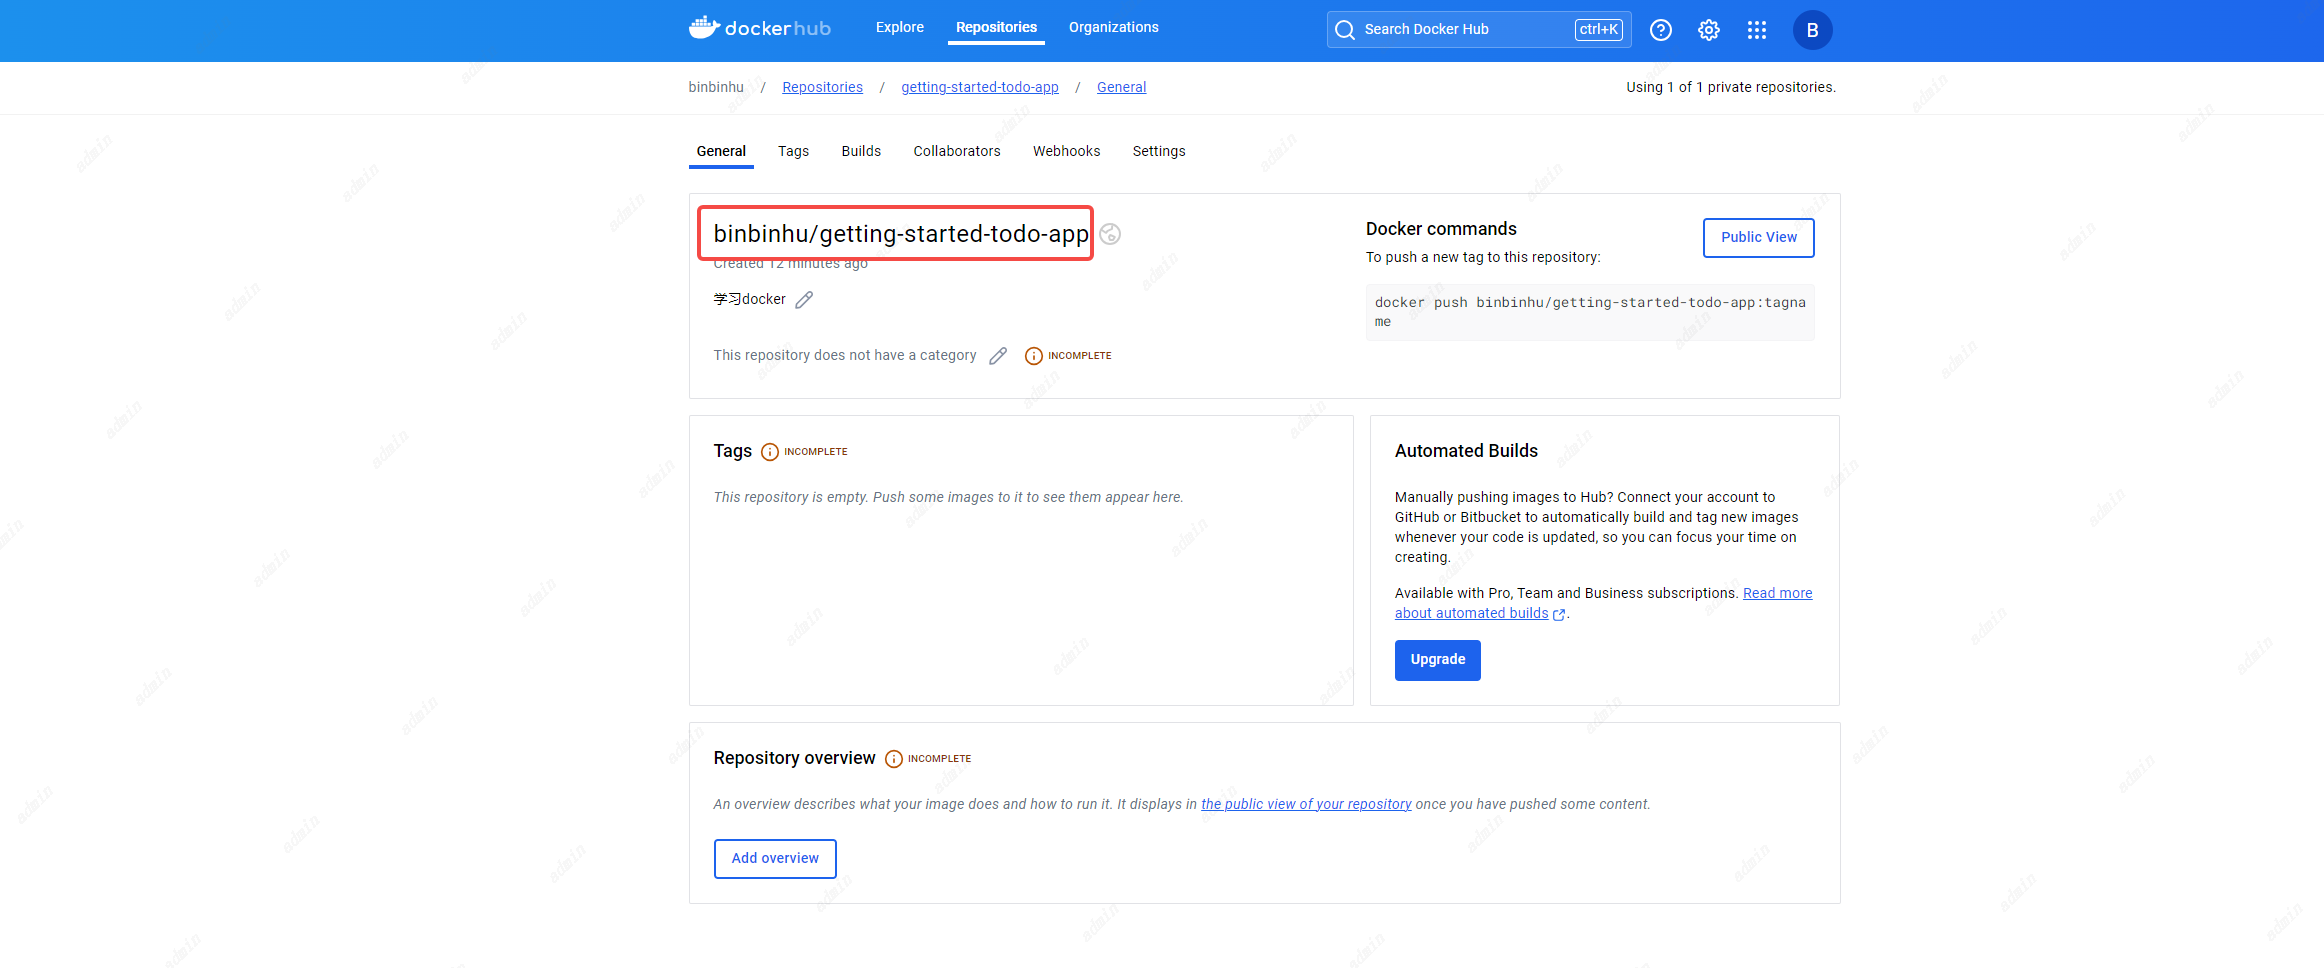 dockerhub
Explore
Repositories
Organizations
Search Docker Hub
ctrl+K
B
binbinhu / Repositories / getting-started-todo-app / General
Using 1 of 1 private repositories.
General
Tags
Builds
Collaborators
Webhooks
Settings
binbinhu/getting-started-todo-app
Created 12 minutes ago
学习docker
This repository does not have a category
INCOMPLETE
Docker commands
Public View
To push a new tag to this repository:
docker push binbinhu/getting-started-todo-app:tagna
me
Tags
INCOMPLETE
This repository is empty. Push some images to it to see them appear here.
Automated Builds
Manually pushing images to Hub? Connect your account to
GitHub or Bitbucket to automatically build and tag new images
whenever your code is updated, so you can focus your time on
creating.
Available with Pro, Team and Business subscriptions. Read more
about automated builds.
Upgrade
Repository overview
INCOMPLETE
An overview describes what your image does and how to run it. It displays in the public view of your repository once you have pushed some content.
Add overview
admin